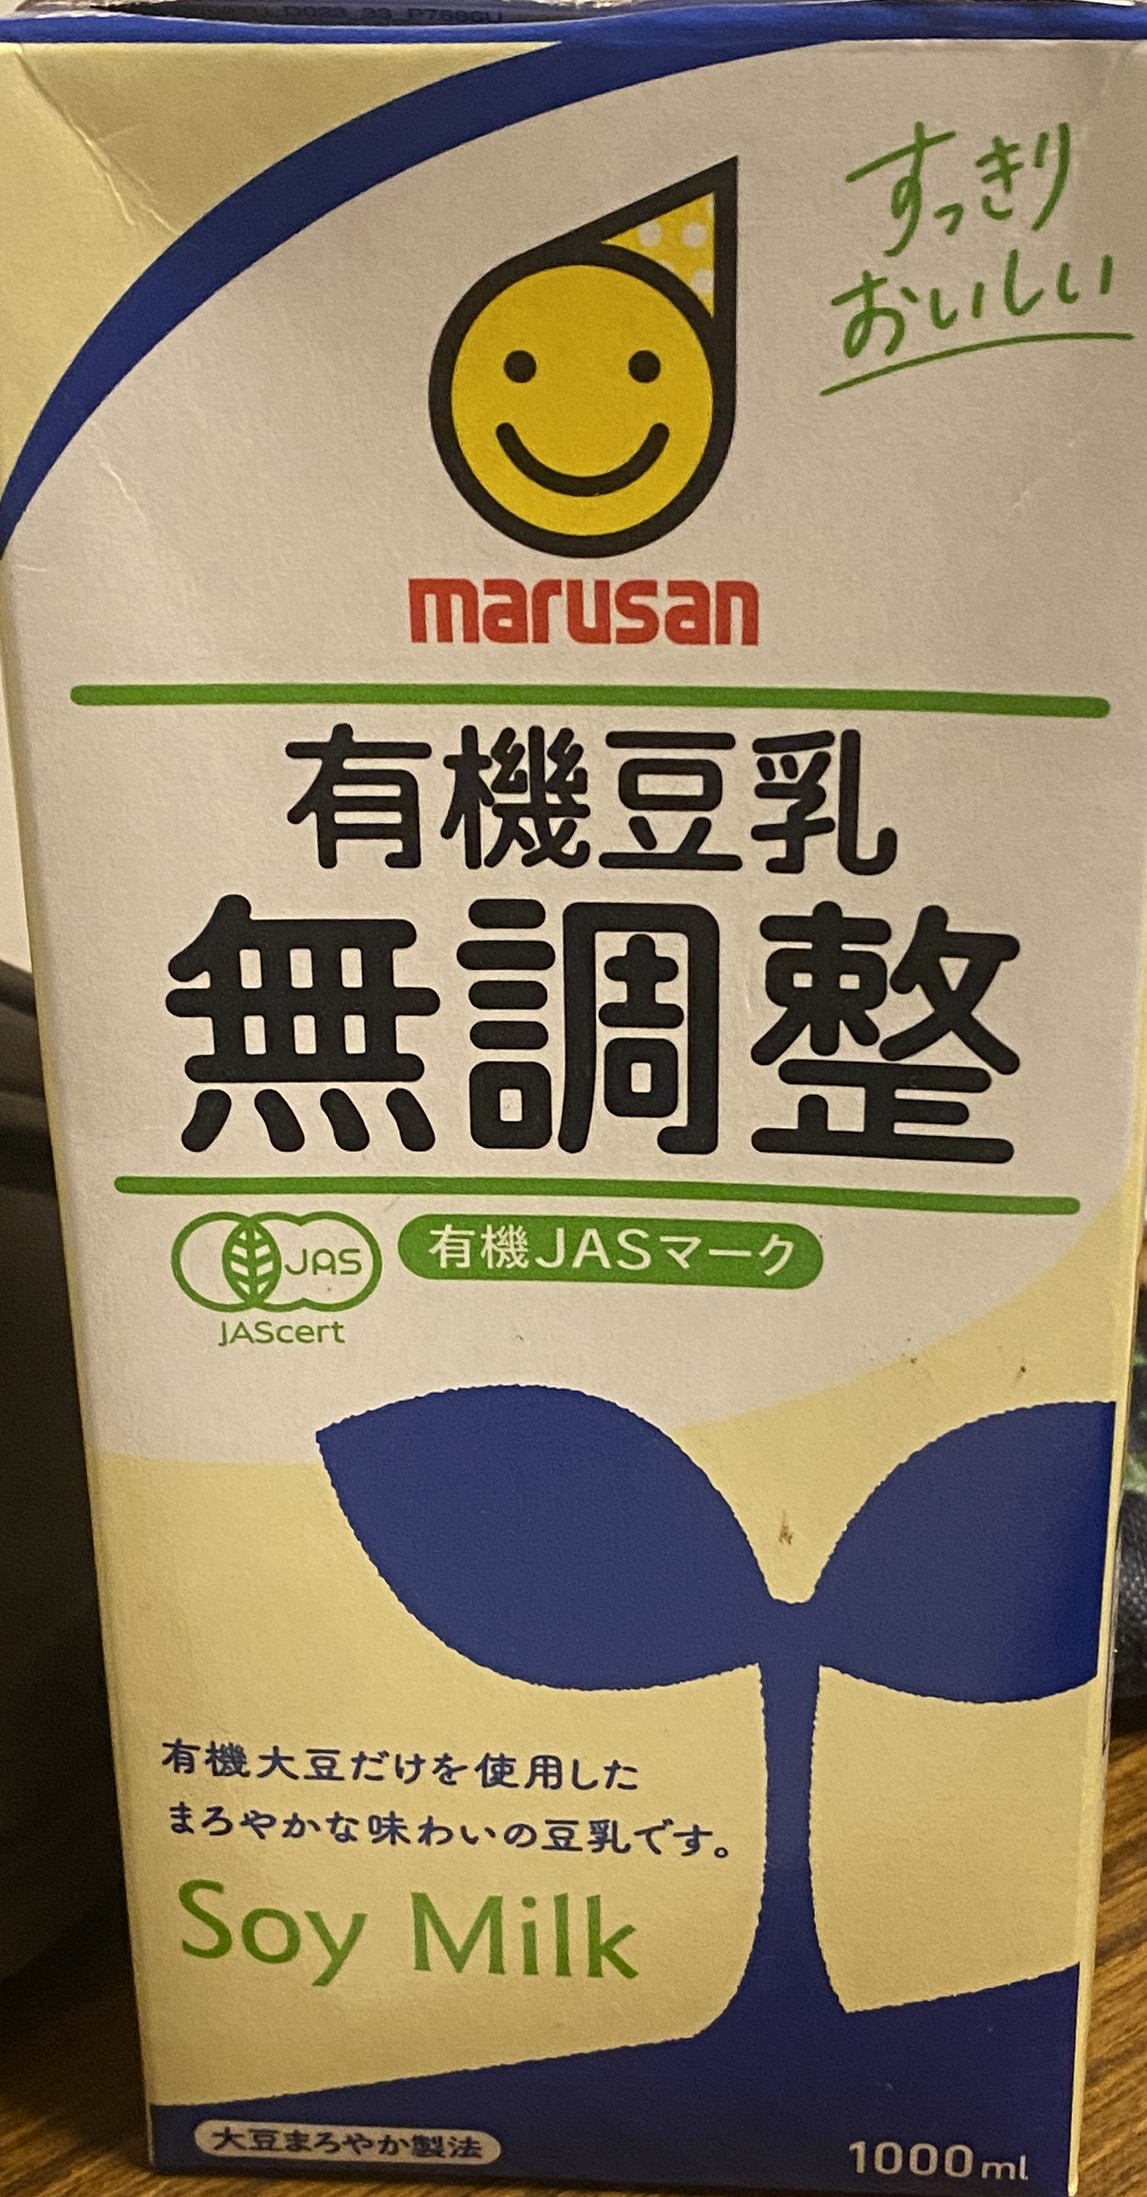 すっきり
おいしい
marusan
有機豆乳
無調整
JAS
有機JASマーク
JAScert
有機大豆だけを使用した
まろやかな味わいの豆乳です。
Soy Milk
大豆まろやか製法
1000ml